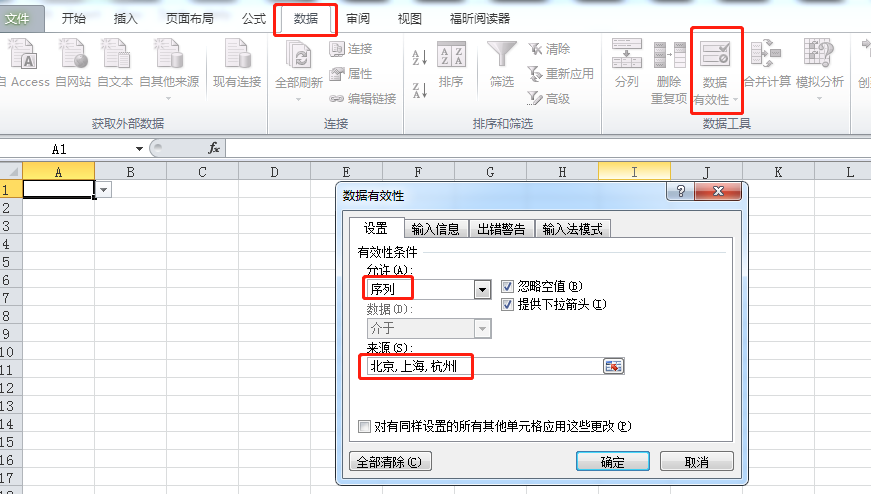 文件 开始 插入 页面布局 公式 数据 审阅 视图 福昕阅读器
自 Access 自网站 自文本 自其他来源 现有连接 全部刷新 连接 属性 编辑链接 排序 筛选 清除 重新应用 高级 分列 删除 重复项 数据 有效性 合并计算 模拟分析 创
获取外部数据 连接 排序和筛选 数据工具
A1 fx
A B C D E F G H I J K L
1
2
3
4
5
6
7
8
9
10
11
12
13
14
15
16
17
数据有效性
设置 输入信息 出错警告 输入法模式
有效性条件
允许(A):
序列 忽略空值(B)
数据(D): 提供下拉箭头(I)
介于
来源(S):
北京,上海,杭州
对有同样设置的所有其他单元格应用这些更改(P)
全部清除(C) 确定 取消